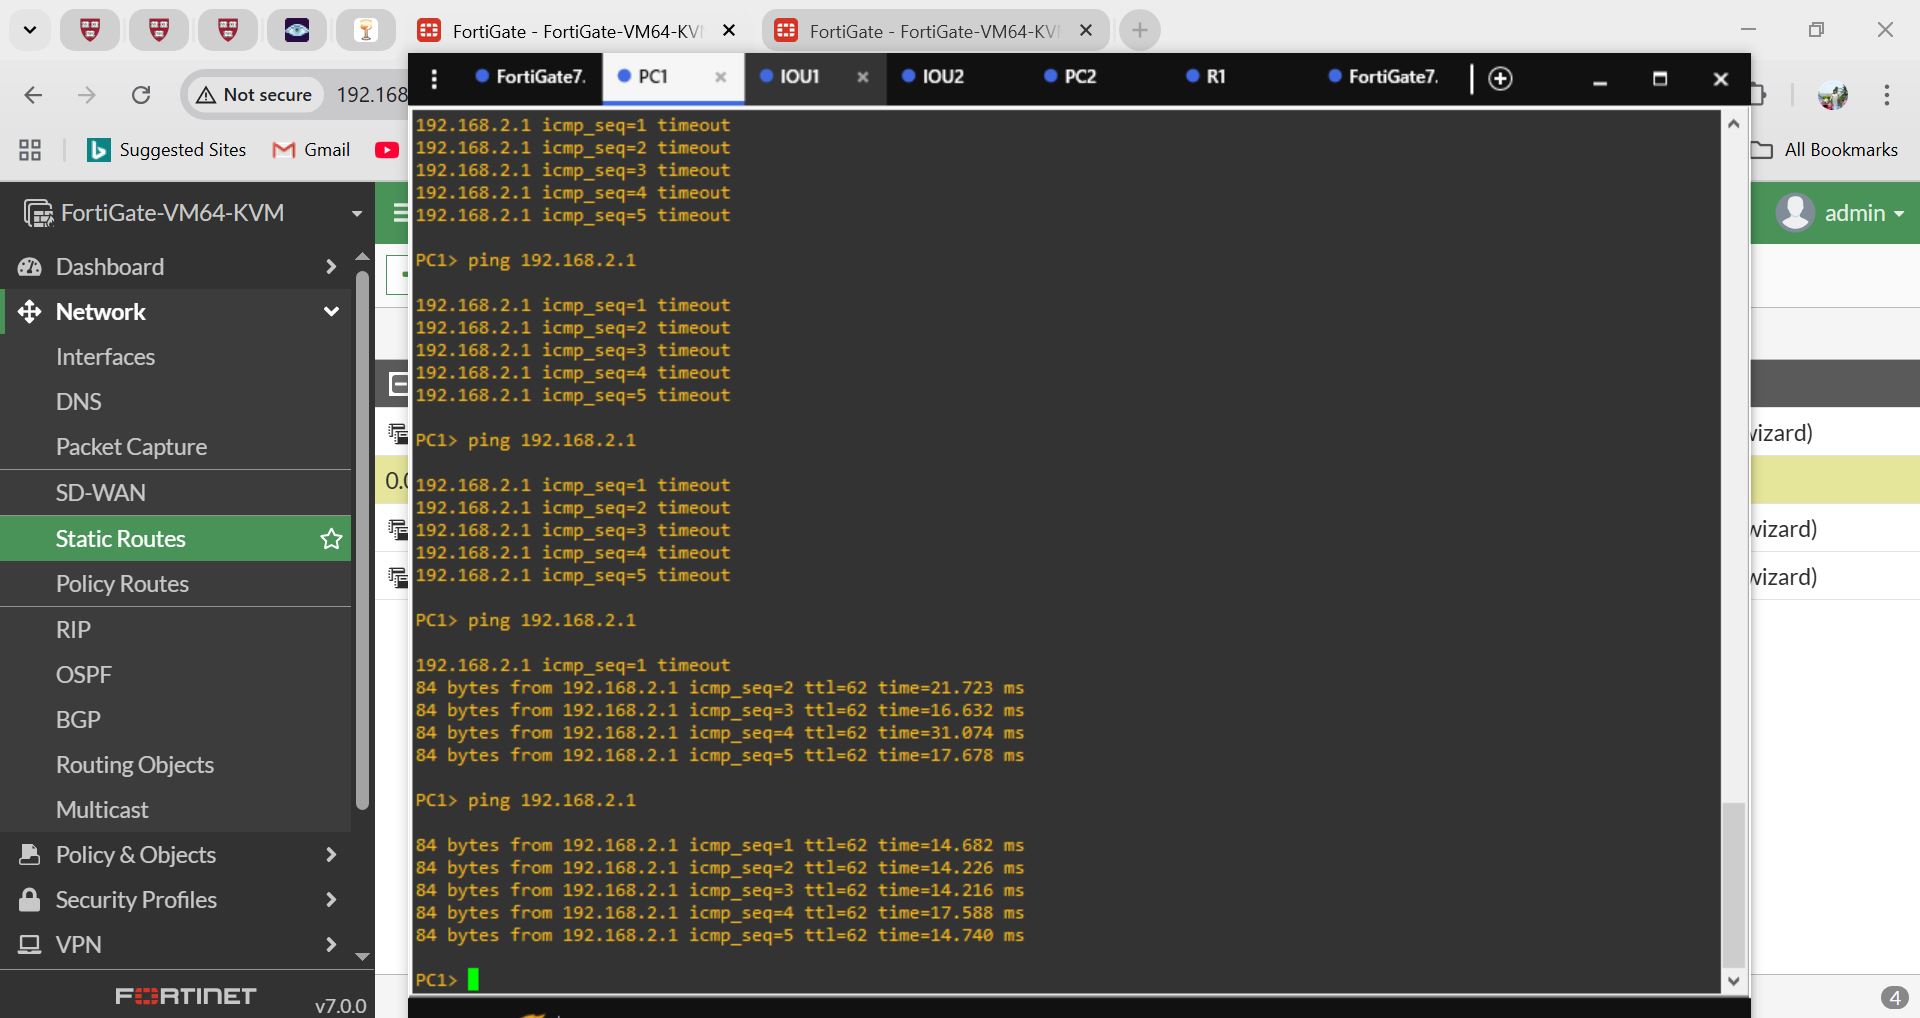 FortiGate - FortiGate-VM64-KV
FortiGate - FortiGate-VM64-KV
Not secure
192.168
Suggested Sites
Gmail
All Bookmarks
FortiGate7.
PC1
IOU1
IOU2
PC2
R1
FortiGate7.
FortiGate-VM64-KVM
admin
Dashboard
Network
Interfaces
DNS
Packet Capture
SD-WAN
Static Routes
Policy Routes
RIP
OSPF
BGP
Routing Objects
Multicast
Policy & Objects
Security Profiles
VPN
FORTINET
v7.0.0
192.168.2.1 icmp_seq=1 timeout
192.168.2.1 icmp_seq=2 timeout
192.168.2.1 icmp_seq=3 timeout
192.168.2.1 icmp_seq=4 timeout
192.168.2.1 icmp_seq=5 timeout
PC1> ping 192.168.2.1
192.168.2.1 icmp_seq=1 timeout
192.168.2.1 icmp_seq=2 timeout
192.168.2.1 icmp_seq=3 timeout
192.168.2.1 icmp_seq=4 timeout
192.168.2.1 icmp_seq=5 timeout
PC1> ping 192.168.2.1
192.168.2.1 icmp_seq=1 timeout
192.168.2.1 icmp_seq=2 timeout
192.168.2.1 icmp_seq=3 timeout
192.168.2.1 icmp_seq=4 timeout
192.168.2.1 icmp_seq=5 timeout
PC1> ping 192.168.2.1
192.168.2.1 icmp_seq=1 timeout
84 bytes from 192.168.2.1 icmp_seq=2 ttl=62 time=21.723 ms
84 bytes from 192.168.2.1 icmp_seq=3 ttl=62 time=16.632 ms
84 bytes from 192.168.2.1 icmp_seq=4 ttl=62 time=31.074 ms
84 bytes from 192.168.2.1 icmp_seq=5 ttl=62 time=17.678 ms
PC1> ping 192.168.2.1
84 bytes from 192.168.2.1 icmp_seq=1 ttl=62 time=14.682 ms
84 bytes from 192.168.2.1 icmp_seq=2 ttl=62 time=14.226 ms
84 bytes from 192.168.2.1 icmp_seq=3 ttl=62 time=14.216 ms
84 bytes from 192.168.2.1 icmp_seq=4 ttl=62 time=17.588 ms
84 bytes from 192.168.2.1 icmp_seq=5 ttl=62 time=14.740 ms
PC1>
0.0
wizard)
wizard)
wizard)
4